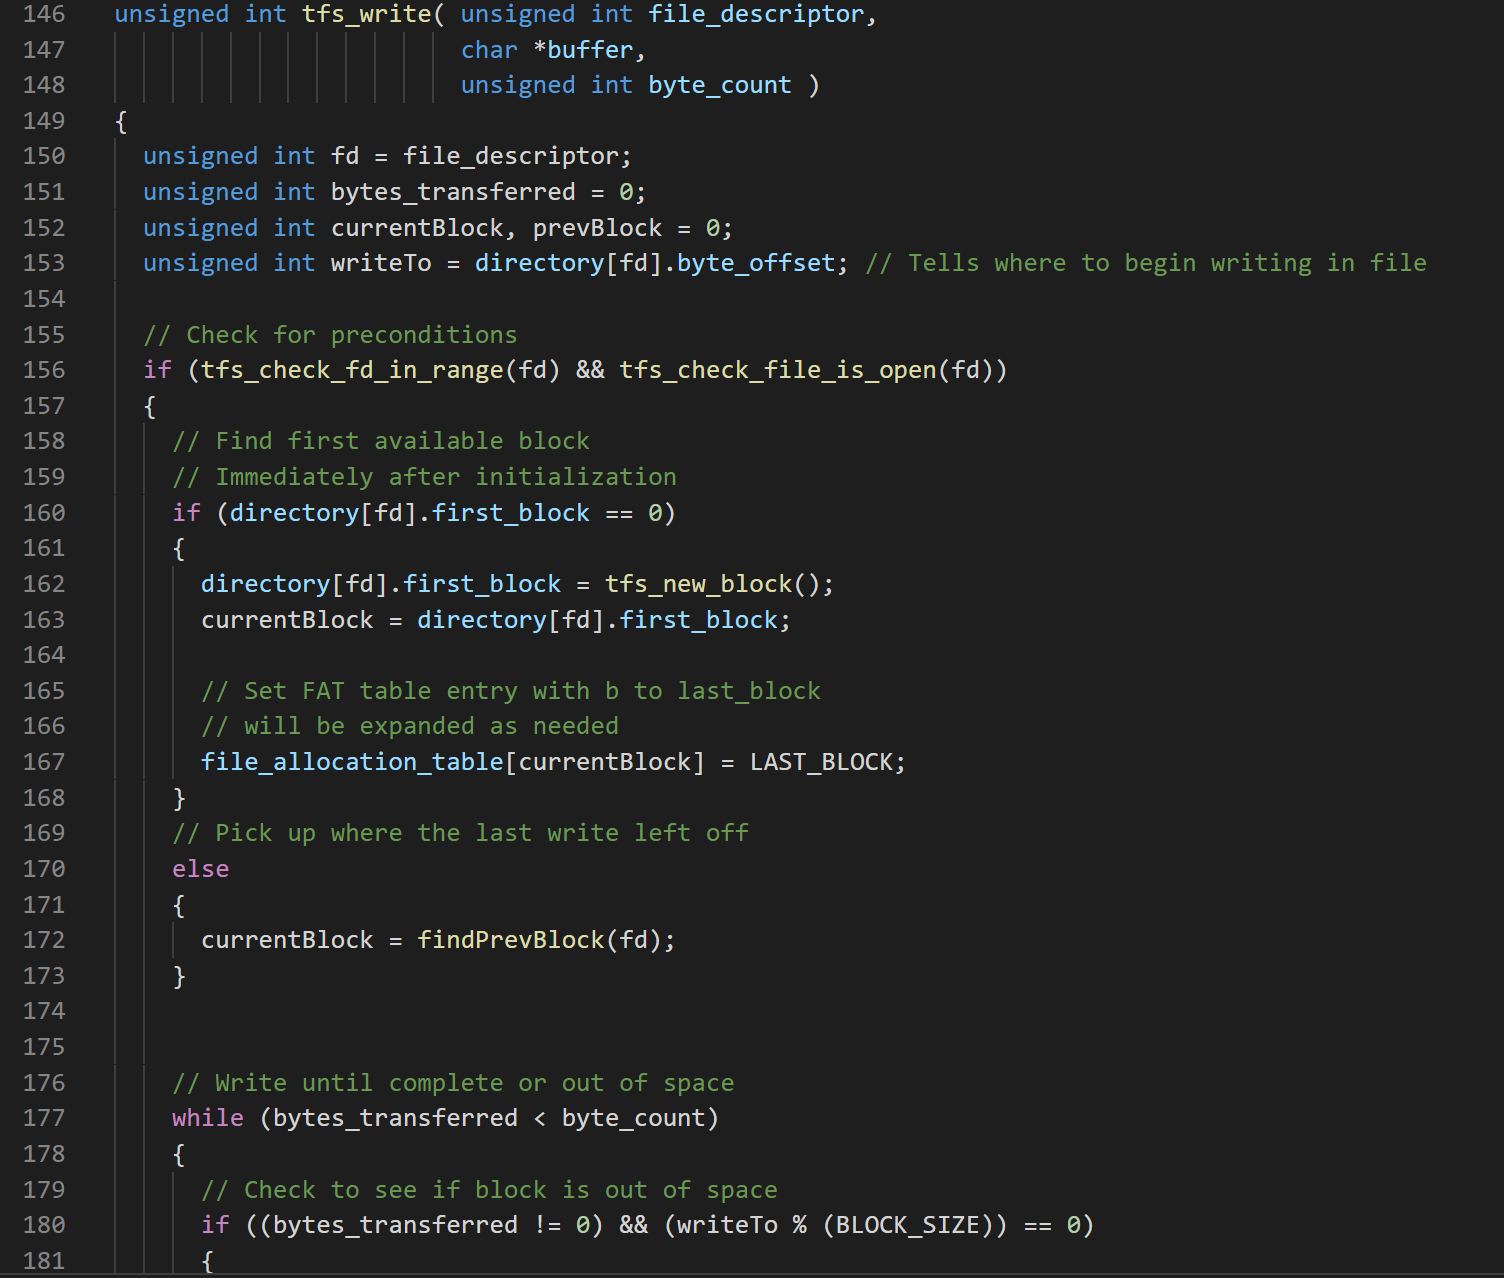 146 unsigned int tfs_write( unsigned int file_descriptor,
147 char *buffer,
148 unsigned int byte_count )
149 {
150 unsigned int fd = file_descriptor;
151 unsigned int bytes_transferred = 0;
152 unsigned int currentBlock, prevBlock = 0;
153 unsigned int writeTo = directory[fd].byte_offset; // Tells where to begin writing in file
154
155 // Check for preconditions
156 if (tfs_check_fd_in_range(fd) && tfs_check_file_is_open(fd))
157 {
158 // Find first available block
159 // Immediately after initialization
160 if (directory[fd].first_block == 0)
161 {
162 directory[fd].first_block = tfs_new_block();
163 currentBlock = directory[fd].first_block;
164
165 // Set FAT table entry with b to last_block
166 // will be expanded as needed
167 file_allocation_table[currentBlock] = LAST_BLOCK;
168 }
169 // Pick up where the last write left off
170 else
171 {
172 currentBlock = findPrevBlock(fd);
173 }
174
175
176 // Write until complete or out of space
177 while (bytes_transferred < byte_count)
178 {
179 // Check to see if block is out of space
180 if ((bytes_transferred != 0) && (writeTo % (BLOCK_SIZE)) == 0)
181 {